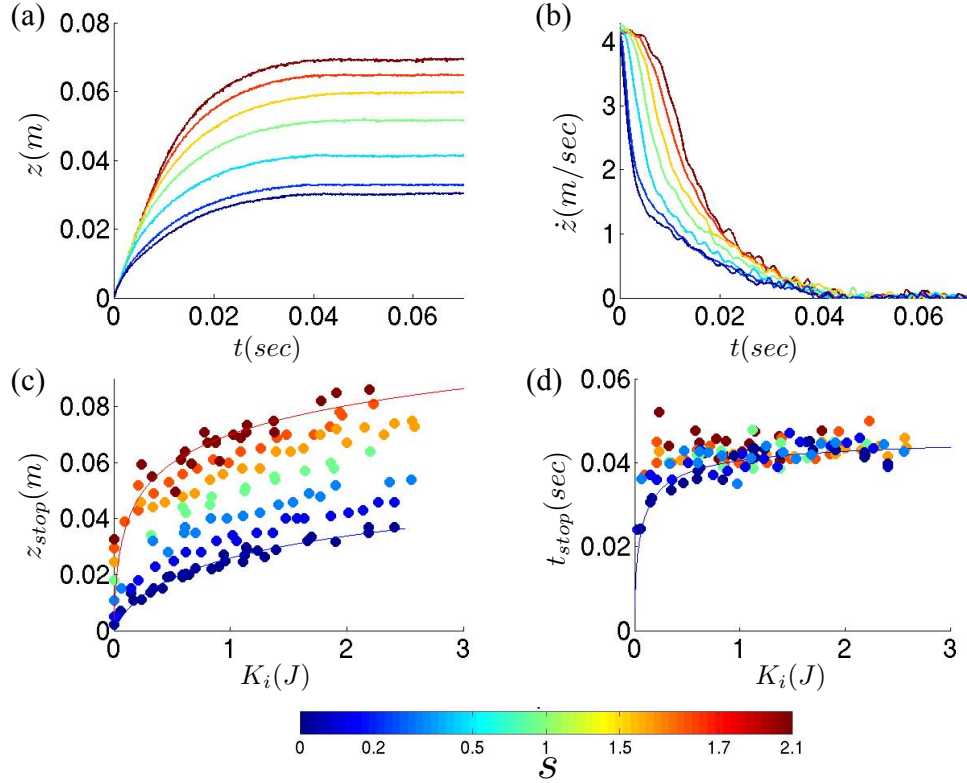 (a)
0.08
0.06
0.04
0.02
0
z(m)
0 0.02 0.04 0.06
t(sec)
(b)
4
3
2
1
0
ż(m/sec)
0 0.02 0.04 0.06
t(sec)
(c)
0.08
0.06
0.04
0.02
0
z_stop(m)
0 1 2 3
K_i(J)
(d)
0.06
0.04
0.02
0
t_stop(sec)
0 1 2 3
K_i(J)
0 0.2 0.5 1 1.5 1.7 2.1
s